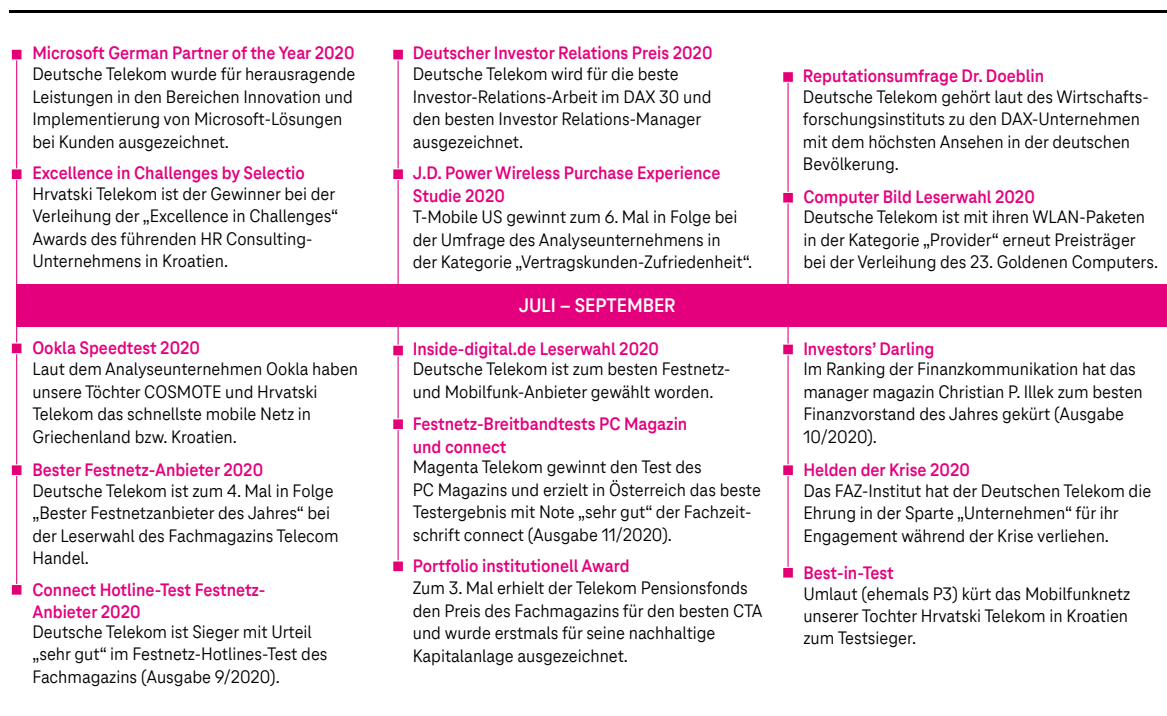 Microsoft German Partner of the Year 2020
Deutsche Telekom wurde für herausragende
Leistungen in den Bereichen Innovation und
Implementierung von Microsoft-Lösungen
bei Kunden ausgezeichnet.
Excellence in Challenges by Selectio
Hrvatski Telekom ist der Gewinner bei der
Verleihung der „Excellence in Challenges“
Awards des führenden HR Consulting-
Unternehmens in Kroatien.
Deutscher Investor Relations Preis 2020
Deutsche Telekom wird für die beste
Investor-Relations-Arbeit im DAX 30 und
den besten Investor Relations-Manager
ausgezeichnet.
J.D. Power Wireless Purchase Experience
Studie 2020
T-Mobile US gewinnt zum 6. Mal in Folge bei
der Umfrage des Analyseunternehmens in
der Kategorie „Vertragskunden-Zufriedenheit“.
Reputationsumfrage Dr. Doeblin
Deutsche Telekom gehört laut des Wirtschafts-
forschungsinstituts zu den DAX-Unternehmen
mit dem höchsten Ansehen in der deutschen
Bevölkerung.
Computer Bild Leserwahl 2020
Deutsche Telekom ist mit ihren WLAN-Paketen
in der Kategorie „Provider“ erneut Preisträger
bei der Verleihung des 23. Goldenen Computers.
JULI – SEPTEMBER
Ookla Speedtest 2020
Laut dem Analyseunternehmen Ookla haben
unsere Töchter COSMOTE und Hrvatski
Telekom das schnellste mobile Netz in
Griechenland bzw. Kroatien.
Bester Festnetz-Anbieter 2020
Deutsche Telekom ist zum 4. Mal in Folge
„Bester Festnetzanbieter des Jahres“ bei
der Leserwahl des Fachmagazins Telecom
Handel.
Connect Hotline-Test Festnetz-
Anbieter 2020
Deutsche Telekom ist Sieger mit Urteil
„sehr gut“ im Festnetz-Hotlines-Test des
Fachmagazins (Ausgabe 9/2020).
Inside-digital.de Leserwahl 2020
Deutsche Telekom ist zum besten Festnetz-
und Mobilfunk-Anbieter gewählt worden.
Festnetz-Breitbandtests PC Magazin
und connect
Magenta Telekom gewinnt den Test des
PC Magazins und erzielt in Österreich das beste
Testergebnis mit Note „sehr gut“ der Fachzeit-
schrift connect (Ausgabe 11/2020).
Portfolio institutionell Award
Zum 3. Mal erhielt der Telekom Pensionsfonds
den Preis des Fachmagazins für den besten CTA
und wurde erstmals für seine nachhaltige
Kapitalanlage ausgezeichnet.
Investors’ Darling
Im Ranking der Finanzkommunikation hat das
manager magazin Christian P. Illek zum besten
Finanzvorstand des Jahres gekürt (Ausgabe
10/2020).
Helden der Krise 2020
Das FAZ-Institut hat der Deutschen Telekom die
Ehrung in der Sparte „Unternehmen“ für ihr
Engagement während der Krise verliehen.
Best-in-Test
Umlaut (ehemals P3) kürt das Mobilfunknetz
unserer Tochter Hrvatski Telekom in Kroatien
zum Testsieger.